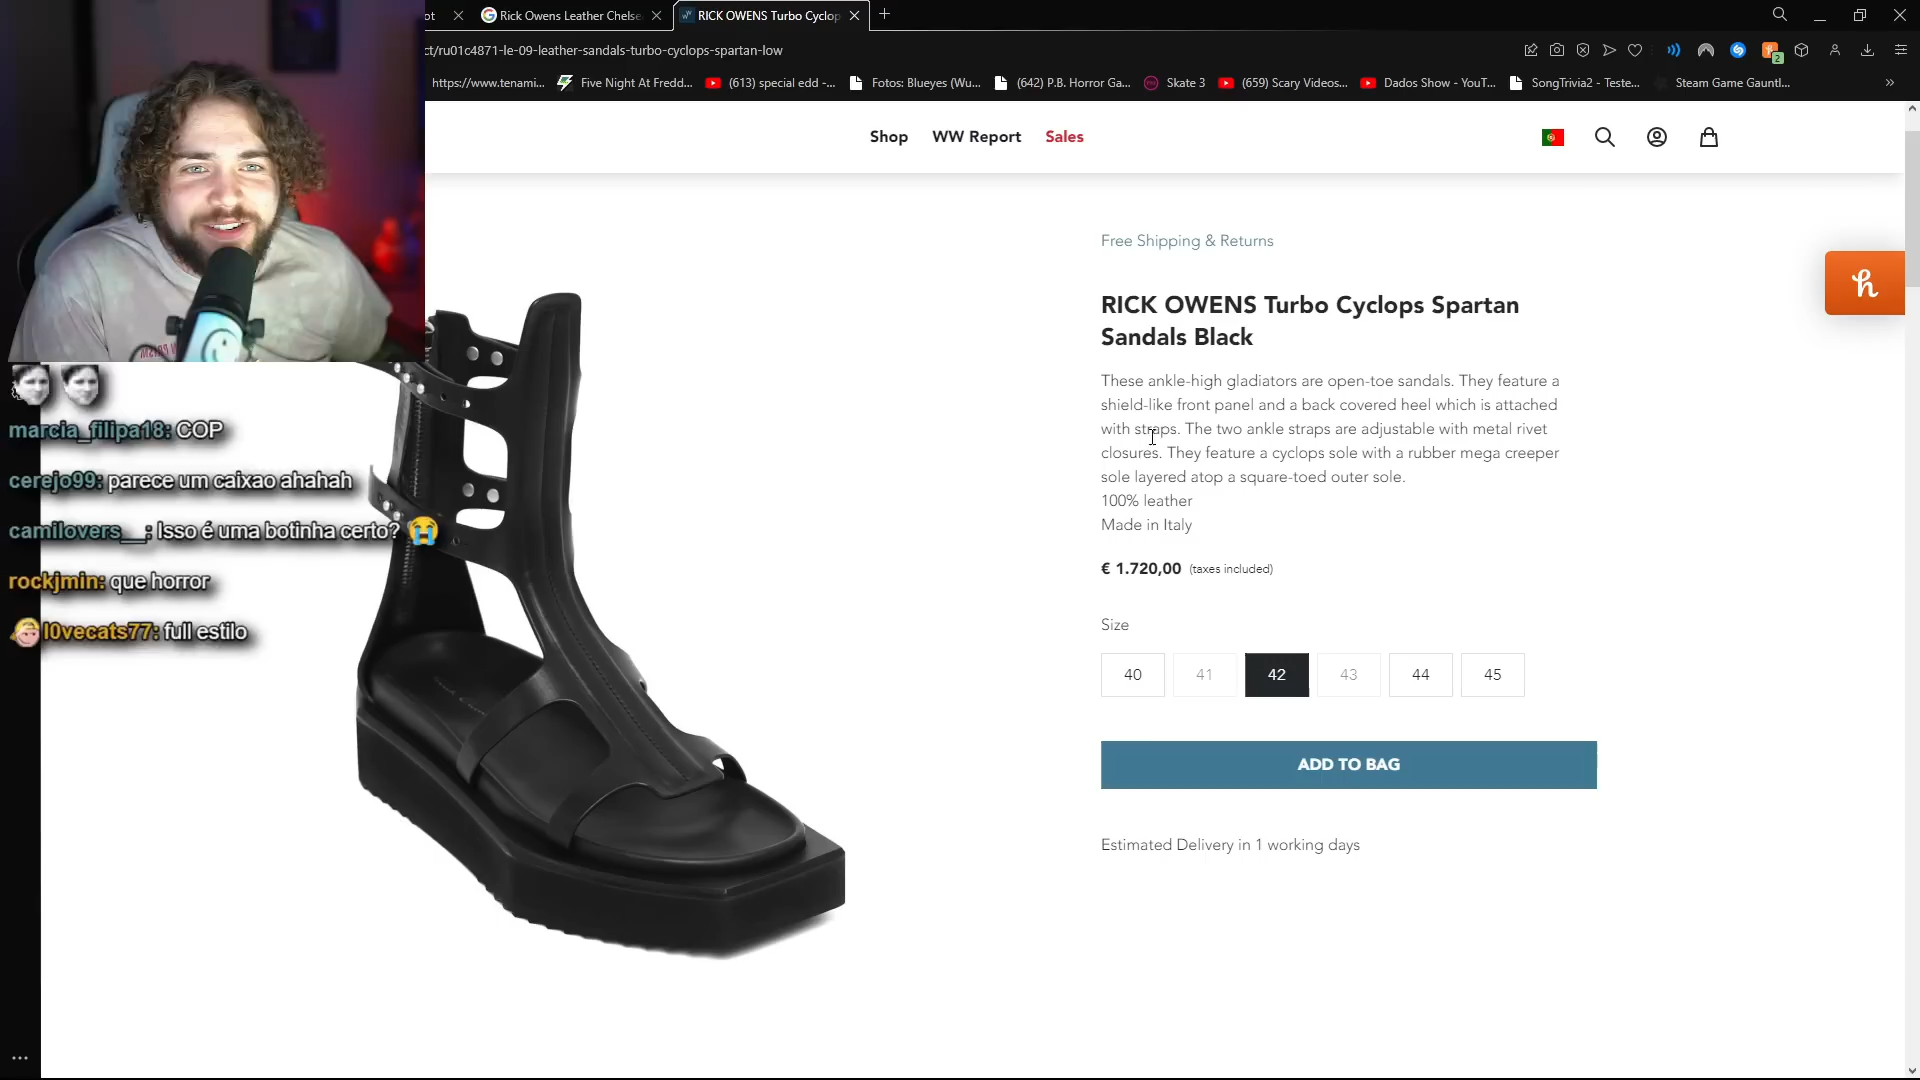 ot
Rick Owens Leather Chelse
RICK OWENS Turbo Cyclop
ct/ru01c4871-le-09-leather-sandals-turbo-cyclops-spartan-low
2
https://www.tenami...
Five Night At Fredd...
(613) special edd -...
Fotos: Blueyes (Wu...
(642) P.B. Horror Ga...
Skate 3
(659) Scary Videos...
Dados Show - YouT...
SongTrivia2 - Teste...
Steam Game Gauntl...
Shop
WW Report
Sales
Free Shipping & Returns
RICK OWENS Turbo Cyclops Spartan
Sandals Black
These ankle-high gladiators are open-toe sandals. They feature a
shield-like front panel and a back covered heel which is attached
with straps. The two ankle straps are adjustable with metal rivet
closures. They feature a cyclops sole with a rubber mega creeper
sole layered atop a square-toed outer sole.
100% leather
Made in Italy
€ 1.720,00 (taxes included)
Size
40 41 42 43 44 45
ADD TO BAG
Estimated Delivery in 1 working days
marcia_filipa18: COP
cerejo99: parece um caixao ahahah
camilovers__: Isso é uma botinha certo? 😭
rockjmin: que horror
l0vecats77: full estilo